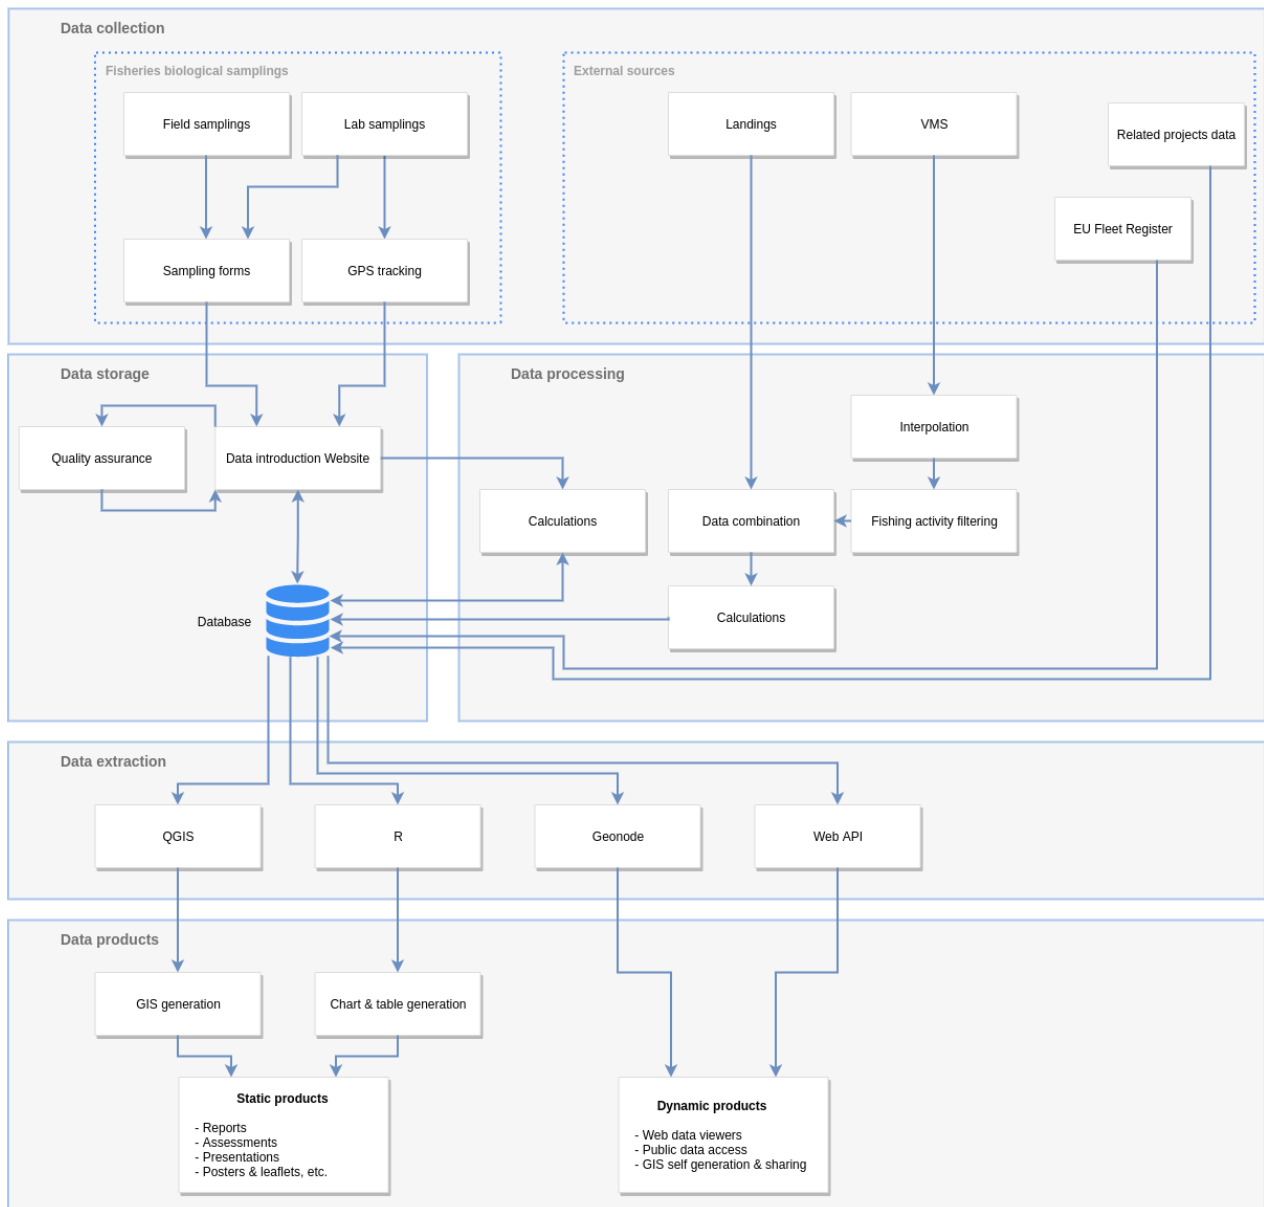 Data collection
Fisheries biological samplings
External sources
Field samplings
Lab samplings
Landings
VMS
Related projects data
EU Fleet Register
Sampling forms
GPS tracking
Data storage
Data processing
Interpolation
Quality assurance
Data introduction Website
Calculations
Data combination
Fishing activity filtering
Database
Calculations
Data extraction
QGIS
R
Geonode
Web API
Data products
GIS generation
Chart & table generation
Static products
- Reports
- Assessments
- Presentations
- Posters & leaflets, etc.
Dynamic products
- Web data viewers
- Public data access
- GIS self generation & sharing